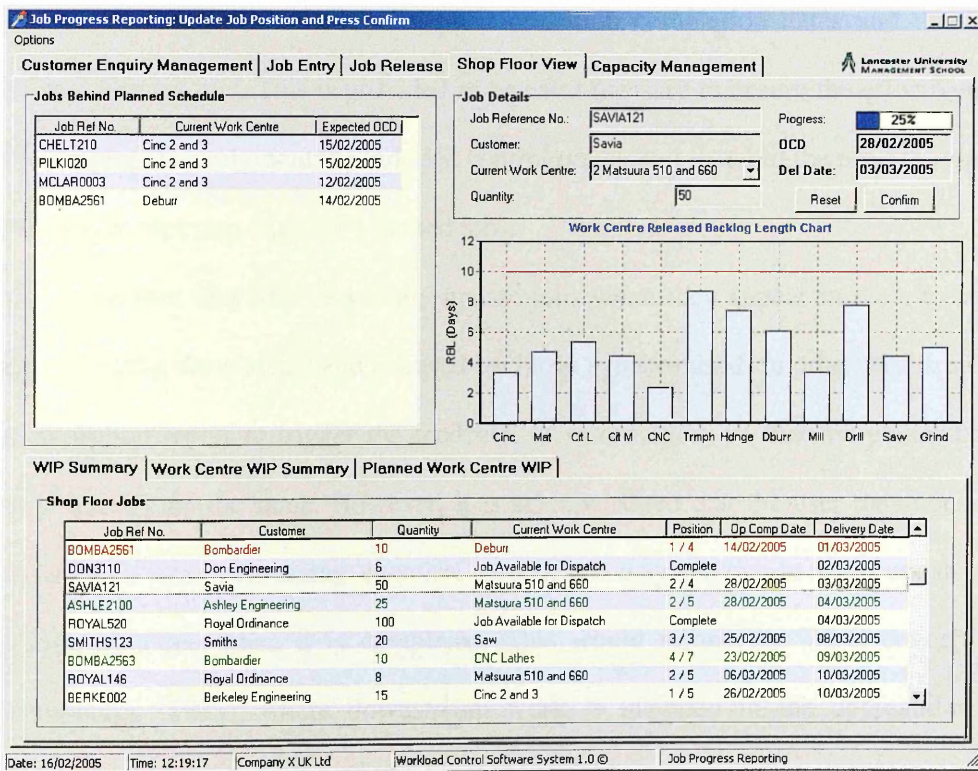 Job Progress Reporting: Update Job Position and Press Confirm
Options
Customer Enquiry Management Job Entry Job Release Shop Floor View Capacity Management
Lancaster University
MANAGEMENT SCHOOL
Jobs Behind Planned Schedule
Job Ref No. Current Work Centre Expected OCD
CHELT210 Cinc 2 and 3 15/02/2005
PILKI020 Cinc 2 and 3 15/02/2005
MCLAR0003 Cinc 2 and 3 12/02/2005
BOMBA2561 Deburr 14/02/2005
Job Details
Job Reference No.: SAVIA121 Progress: 25%
Customer: Savia OCD 28/02/2005
Current Work Centre: 2 Matsuura 510 and 660 Del Date: 03/03/2005
Quantity: 50 Reset Confirm
Work Centre Released Backlog Length Chart
RBL (Days)
12
10
8
6
4
2
0
Cinc Mat Cit L Cit M CNC Trmph Hdnge Dburr Mill Drill Saw Grind
WIP Summary Work Centre WIP Summary Planned Work Centre WIP
Shop Floor Jobs
Job Ref No. Customer Quantity Current Work Centre Position Op Comp Date Delivery Date
BOMBA2561 Bombardier 10 Deburr 1 / 4 14/02/2005 01/03/2005
DON3110 Don Engineering Job Available for Dispatch Complete 02/03/2005
SAVIA121 Savia 50 Matsuura 510 and 660 2 / 4 28/02/2005 03/03/2005
ASHLE2100 Ashley Engineering 25 Matsuura 510 and 660 2 / 5 28/02/2005 04/03/2005
ROYAL520 Royal Ordinance 100 Job Available for Dispatch Complete 04/03/2005
SMITHS123 Smiths 20 Saw 3 / 3 25/02/2005 08/03/2005
BOMBA2563 Bombardier 10 CNC Lathes 4 / 7 23/02/2005 09/03/2005
ROYAL146 Royal Ordinance Matsuura 510 and 660 2 / 5 06/03/2005 10/03/2005
BERKE002 Berkeley Engineering 15 Cinc 2 and 3 1 / 5 26/02/2005 10/03/2005
Date: 16/02/2005 Time: 12:19:17 Company X UK Ltd Workload Control Software System 1.0 © Job Progress Reporting